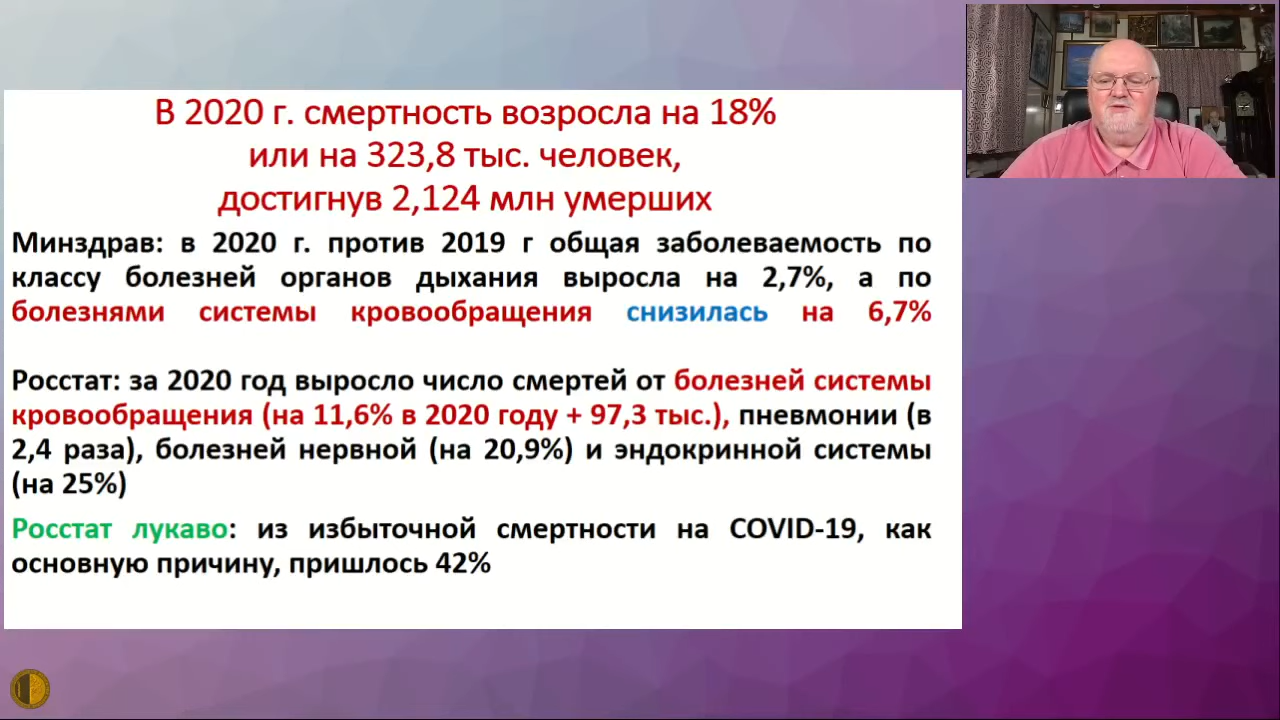 В 2020 г. смертность возросла на 18%
или на 323,8 тыс. человек,
достигнув 2,124 млн умерших
Минздрав: в 2020 г. против 2019 г общая заболеваемость по
классу болезней органов дыхания выросла на 2,7%, а по
болезнями системы кровообращения снизилась на 6,7%
Росстат: за 2020 год выросло число смертей от болезней системы
кровообращения (на 11,6% в 2020 году + 97,3 тыс.), пневмонии (в
2,4 раза), болезней нервной (на 20,9%) и эндокринной системы
(на 25%)
Росстат лукаво: из избыточной смертности на COVID-19, как
основную причину, пришлось 42%